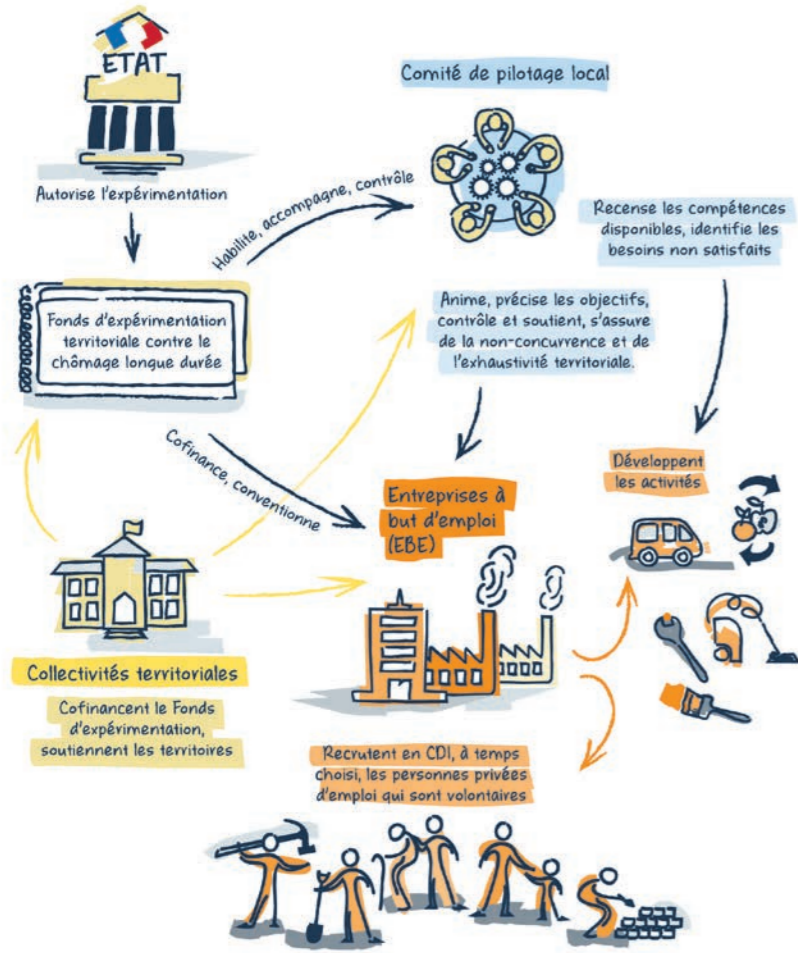 ETAT
Autorise l'expérimentation
Comité de pilotage local
Habilite, accompagne, contrôle
Recense les compétences
disponibles, identifie les
besoins non satisfaits
Fonds d'expérimentation
territoriale contre le
chômage longue durée
Anime, précise les objectifs,
contrôle et soutient, s'assure
de la non-concurrence et de
l'exhaustivité territoriale.
Cofinance, conventionne
Développent
les activités
Entreprises à
but d'emploi
(EBE)
Collectivités territoriales
Cofinancent le Fonds
d'expérimentation,
soutiennent les territoires
Recrutent en CDI, à temps
choisi, les personnes privées
d'emploi qui sont volontaires